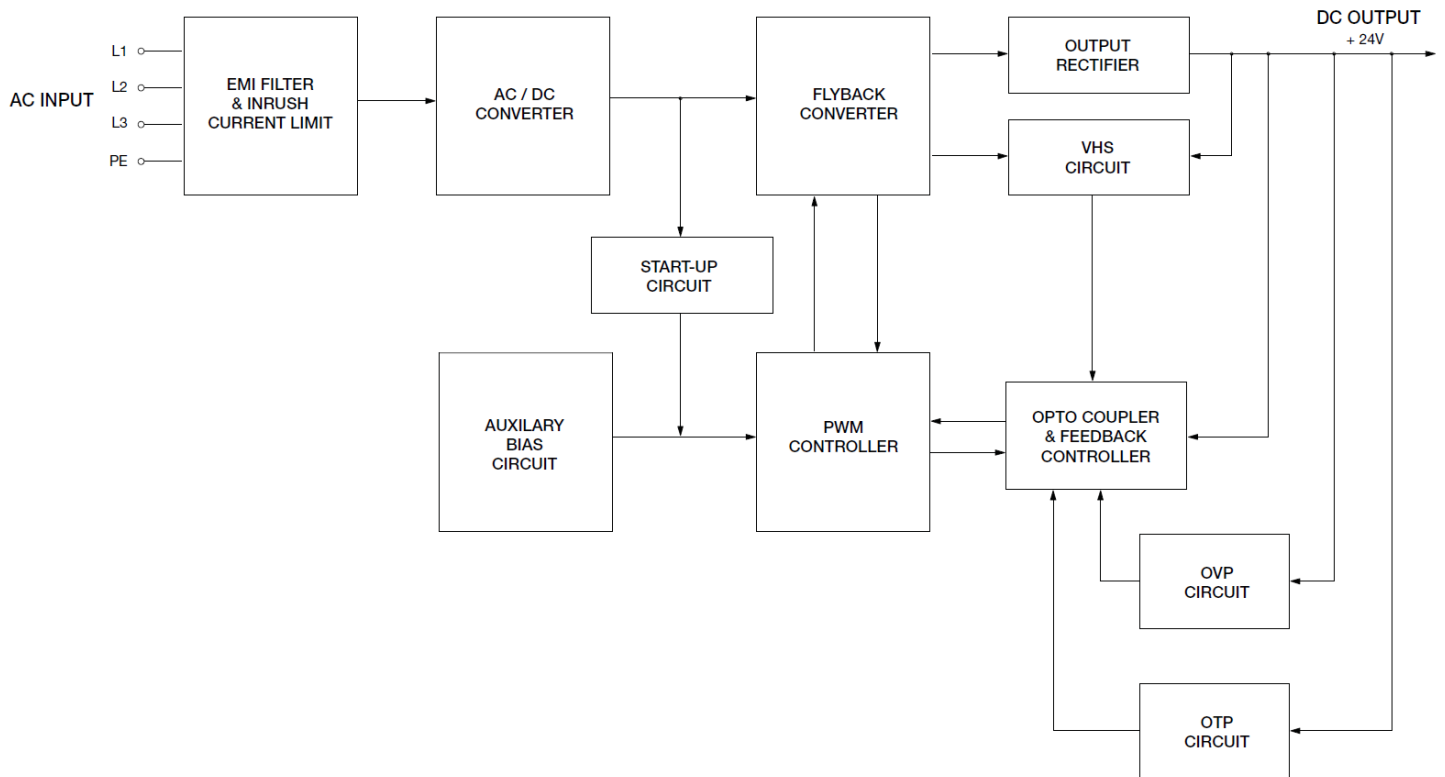 AC INPUT
L1
L2
L3
PE
EMI FILTER
& INRUSH
CURRENT LIMIT
AC / DC
CONVERTER
FLYBACK
CONVERTER
OUTPUT
RECTIFIER
DC OUTPUT
+ 24V
VHS
CIRCUIT
START-UP
CIRCUIT
AUXILARY
BIAS
CIRCUIT
PWM
CONTROLLER
OPTO COUPLER
& FEEDBACK
CONTROLLER
OVP
CIRCUIT
OTP
CIRCUIT